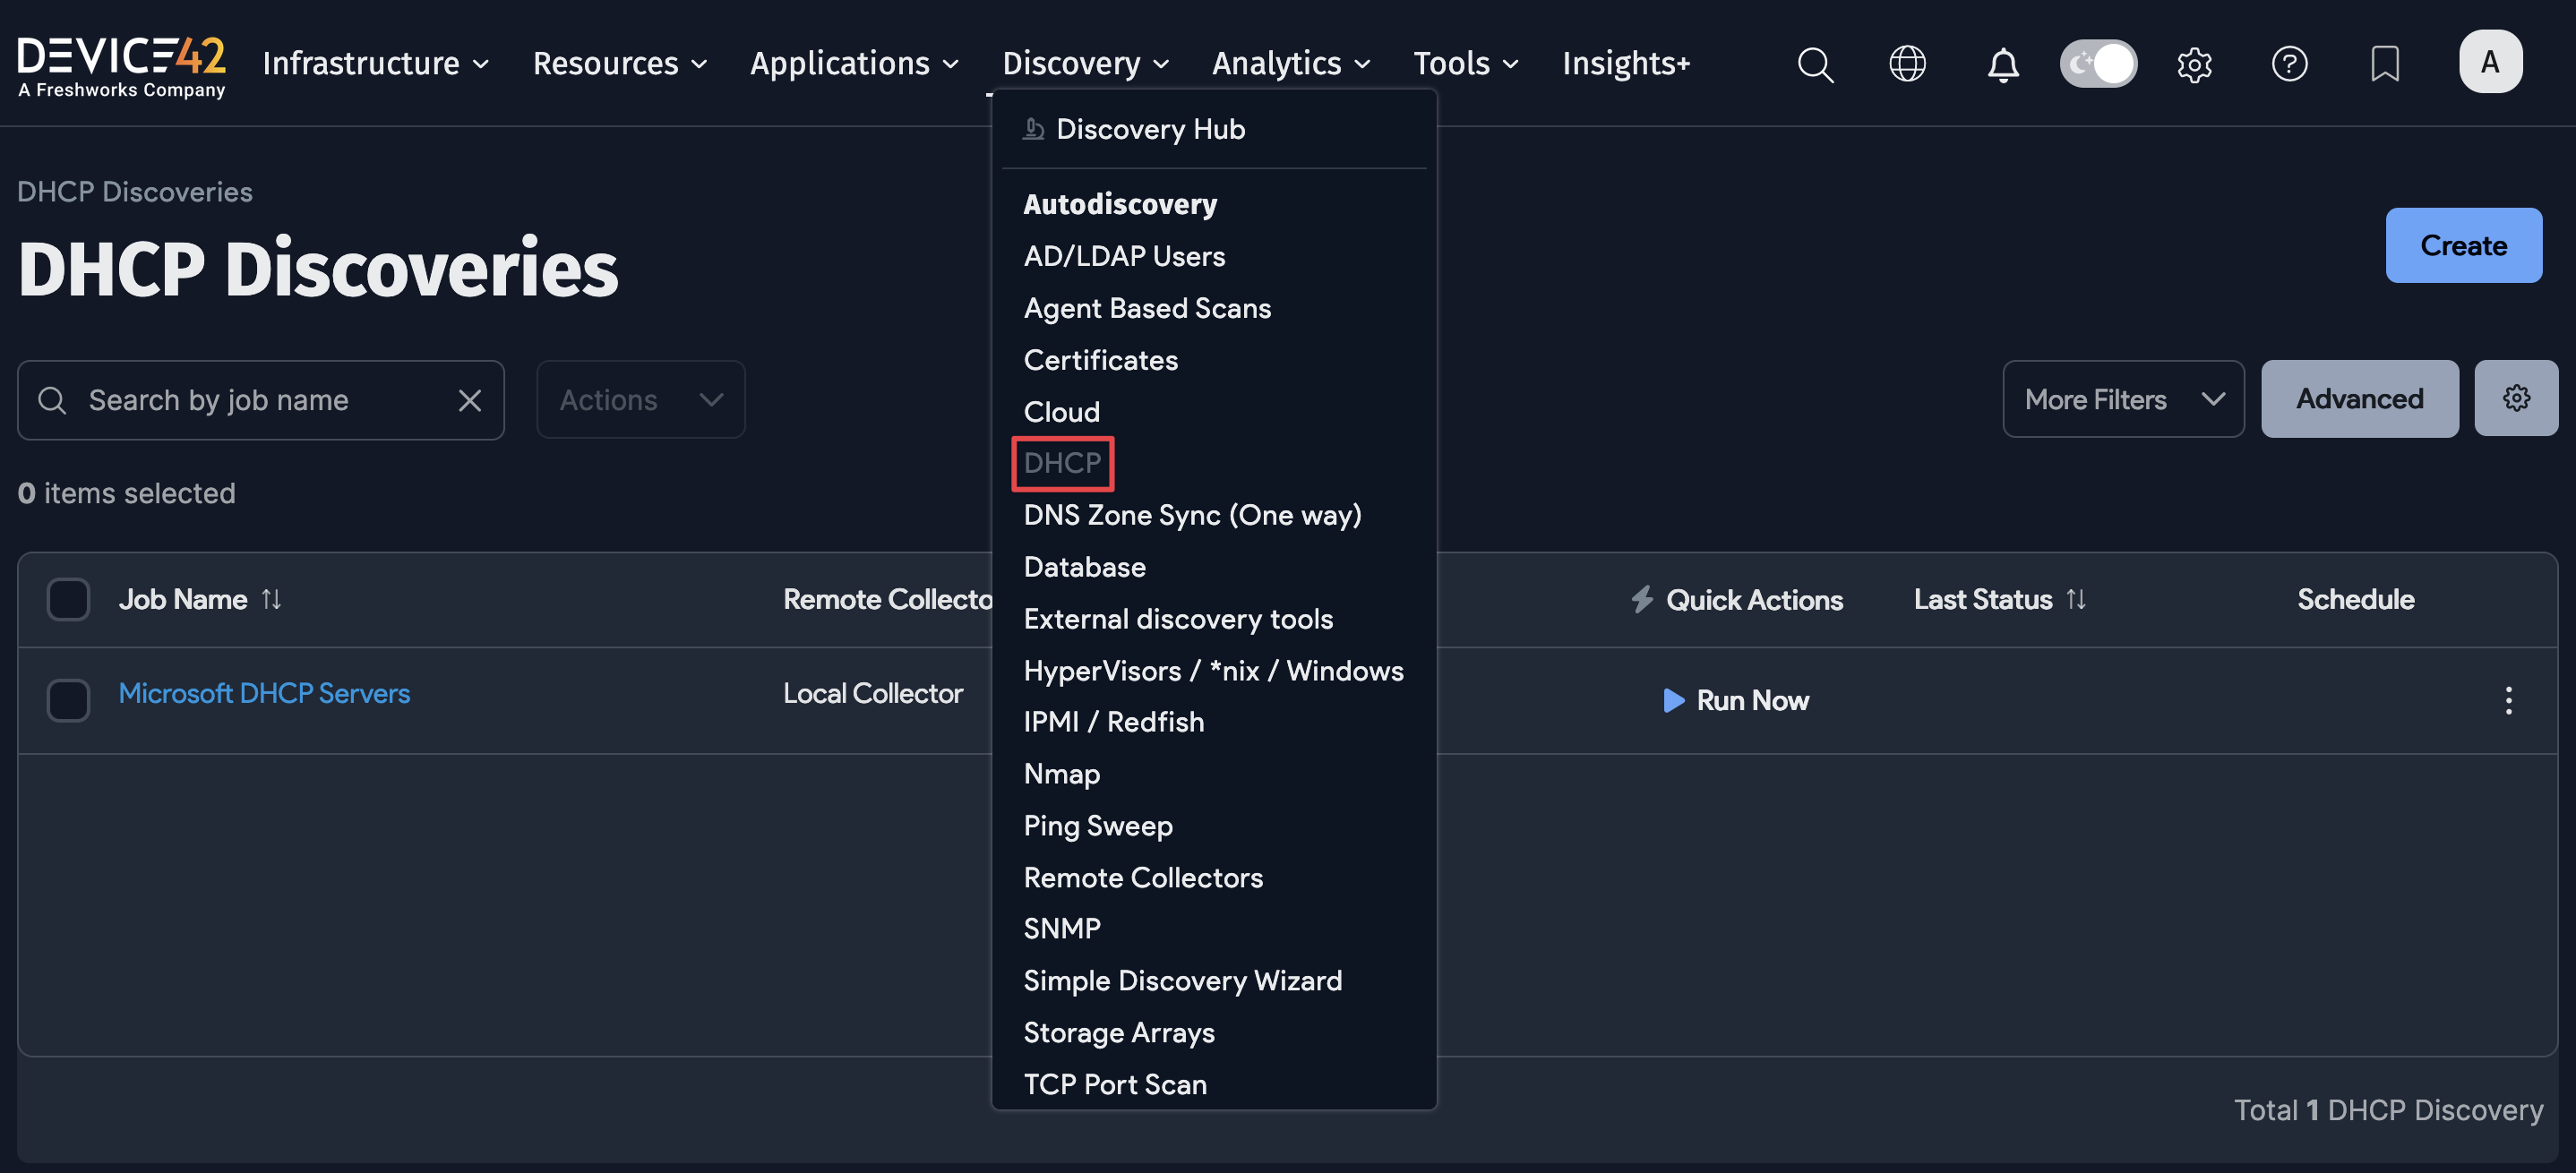 DEVICE42
A Freshworks Company
Infrastructure
Resources
Applications
Discovery
Analytics
Tools
Insights+
A
Discovery Hub
Autodiscovery
AD/LDAP Users
Agent Based Scans
Certificates
Cloud
DHCP
DNS Zone Sync (One way)
Database
External discovery tools
HyperVisors / *nix / Windows
IPMI / Redfish
Nmap
Ping Sweep
Remote Collectors
SNMP
Simple Discovery Wizard
Storage Arrays
TCP Port Scan
DHCP Discoveries
DHCP Discoveries
Create
Search by job name
Actions
More Filters
Advanced
0 items selected
Job Name
Remote Collecto
Quick Actions
Last Status
Schedule
Microsoft DHCP Servers
Local Collector
Run Now
Total 1 DHCP Discovery